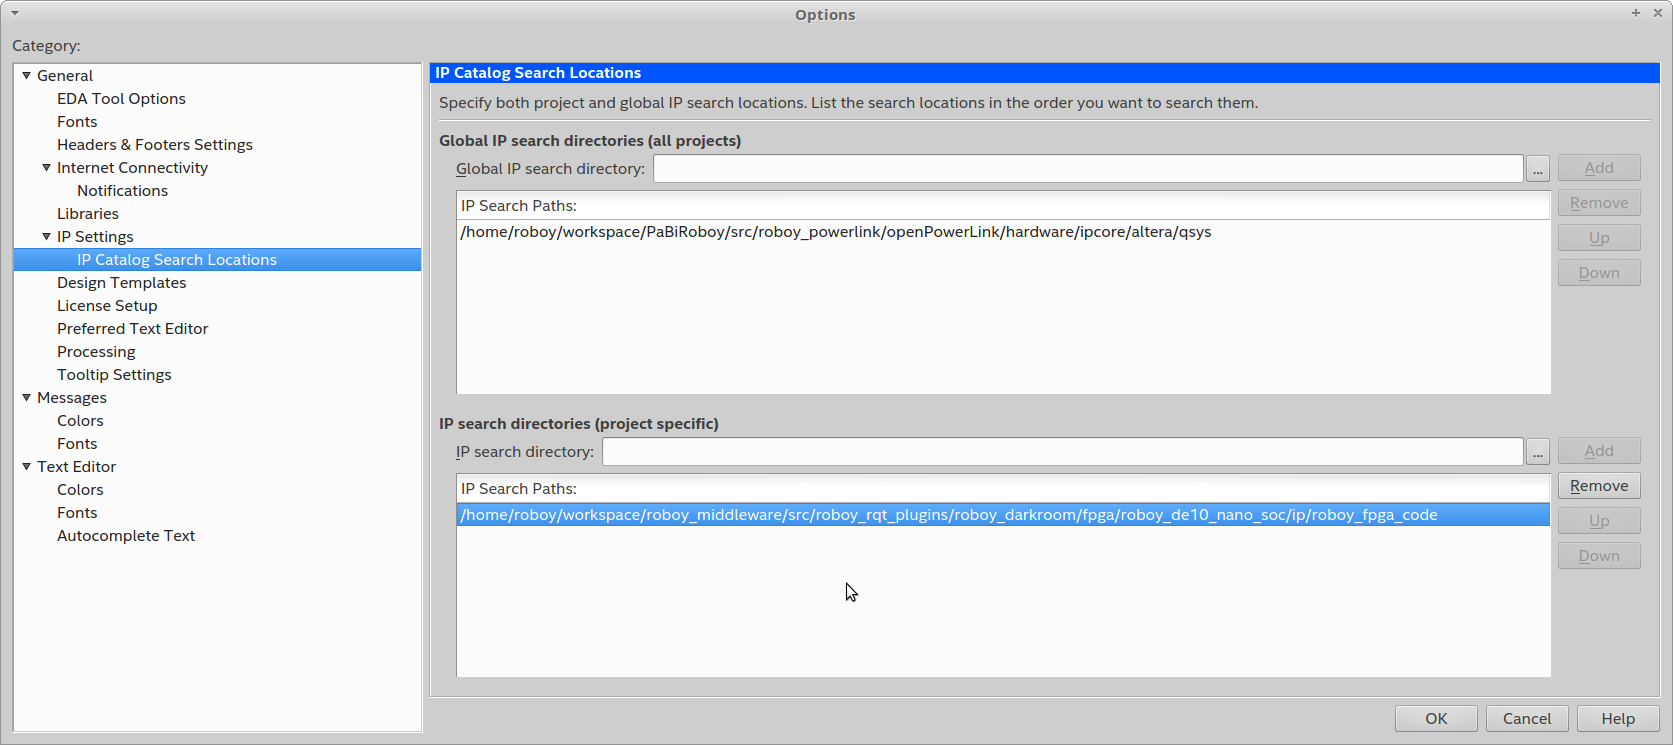 Options
Category:
General
EDA Tool Options
Fonts
Headers & Footers Settings
Internet Connectivity
Notifications
Libraries
IP Settings
IP Catalog Search Locations
Design Templates
License Setup
Preferred Text Editor
Processing
Tooltip Settings
Messages
Colors
Fonts
Text Editor
Colors
Fonts
Autocomplete Text
IP Catalog Search Locations
Specify both project and global IP search locations. List the search locations in the order you want to search them.
Global IP search directories (all projects)
Global IP search directory: ... Add
IP Search Paths: Remove
/home/roboy/workspace/PaBiRoboy/src/roboy_powerlink/openPowerLink/hardware/ipcore/altera/qsys Up
Down
IP search directories (project specific)
IP search directory: ... Add
IP Search Paths: Remove
/home/roboy/workspace/roboy_middleware/src/roboy_rqt_plugins/roboy_darkroom/fpga/roboy_de10_nano_soc/ip/roboy_fpga_code Up
Down
OK Cancel Help